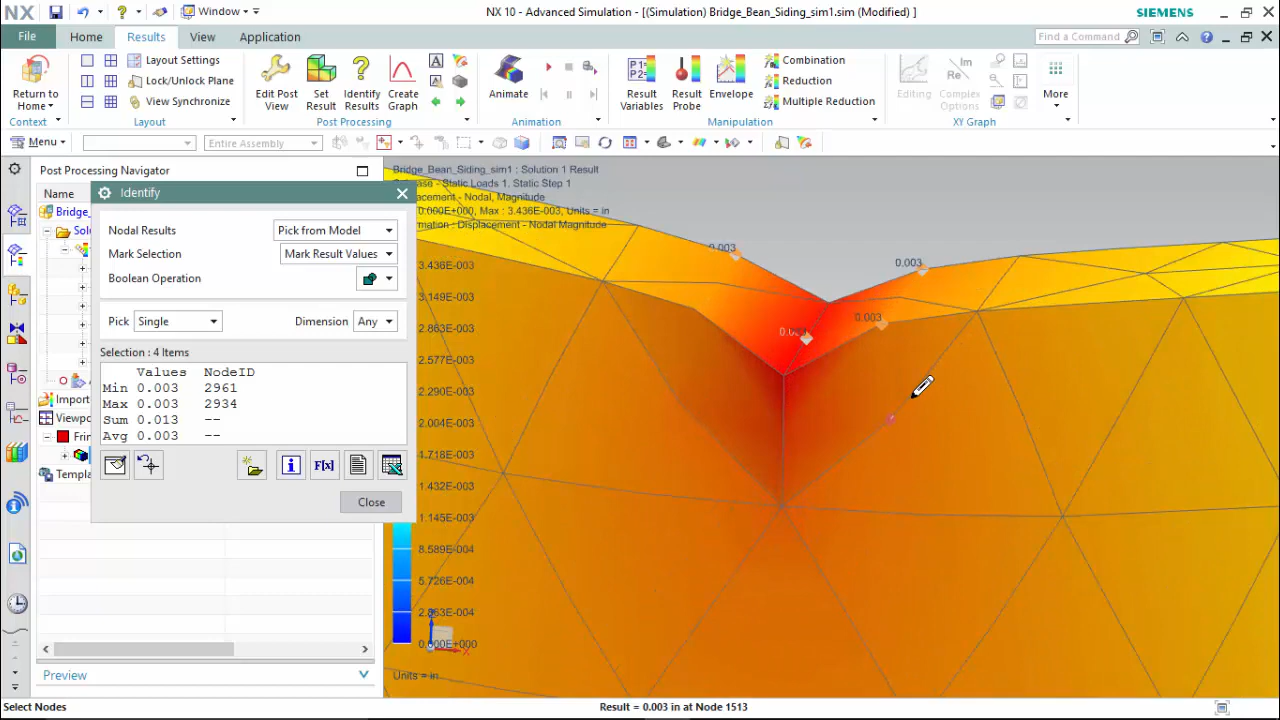 NX Window NX 10 - Advanced Simulation - [(Simulation) Bridge_Bean_Siding_sim1.sim (Modified) ] SIEMENS
File Home Results View Application Find a Command
Return to Home
Layout Settings
Lock/Unlock Plane
View Synchronize
Edit Post View
Set Result
Identify Results
Create Graph
Animate
Result Variables
Result Probe
Envelope
Combination
Reduction
Multiple Reduction
Editing
Complex Options
More
Context Layout Post Processing Animation Manipulation XY Graph
Menu Entire Assembly
Post Processing Navigator
Name
Bridge_
Import
Viewpo
Frin
Templa
Preview
Identify
Nodal Results Pick from Model
Mark Selection Mark Result Values
Boolean Operation
Pick Single Dimension Any
Selection : 4 Items
Values NodeID
Min 0.003 2961
Max 0.003 2934
Sum 0.013 --
Avg 0.003 --
F[x]
Close
Bridge_Bean_Siding_sim1 : Solution 1 Result
Static Loads 1, Static Step 1
Displacement - Nodal, Magnitude
0.000E+000, Max : 3.436E-003, Units = in
Displacement - Nodal Magnitude
3.436E-003
3.149E-003
2.863E-003
2.577E-003
2.290E-003
2.004E-003
1.432E-003
1.145E-003
8.589E-004
5.726E-004
2.863E-004
0.000E+000
Units = in
0.003
0.003
0.003
X
Select Nodes Result = 0.003 in at Node 1513